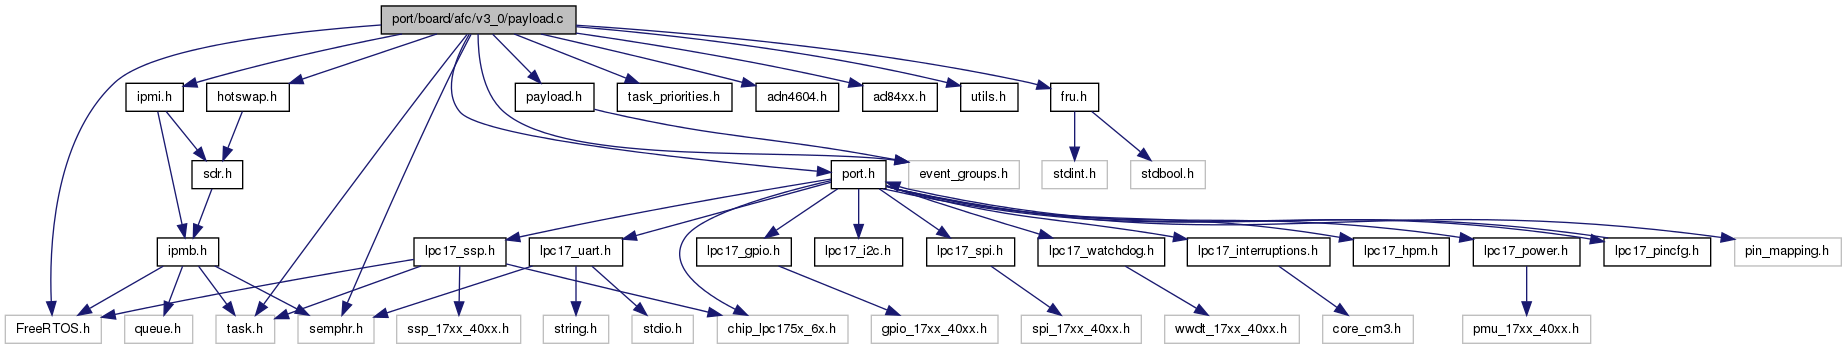 port/board/afc/v3_0/payload.c
ipmi.h
hotswap.h
payload.h
task_priorities.h
adn4604.h
ad84xx.h
utils.h
fru.h
sdr.h
port.h
event_groups.h
stdint.h
stdbool.h
ipmb.h
lpc17_ssp.h
lpc17_uart.h
lpc17_gpio.h
lpc17_i2c.h
lpc17_spi.h
lpc17_watchdog.h
lpc17_interruptions.h
lpc17_hpm.h
lpc17_power.h
lpc17_pincfg.h
pin_mapping.h
FreeRTOS.h
queue.h
task.h
semphr.h
ssp_17xx_40xx.h
string.h
stdio.h
chip_lpc175x_6x.h
gpio_17xx_40xx.h
spi_17xx_40xx.h
wwdt_17xx_40xx.h
core_cm3.h
pmu_17xx_40xx.h